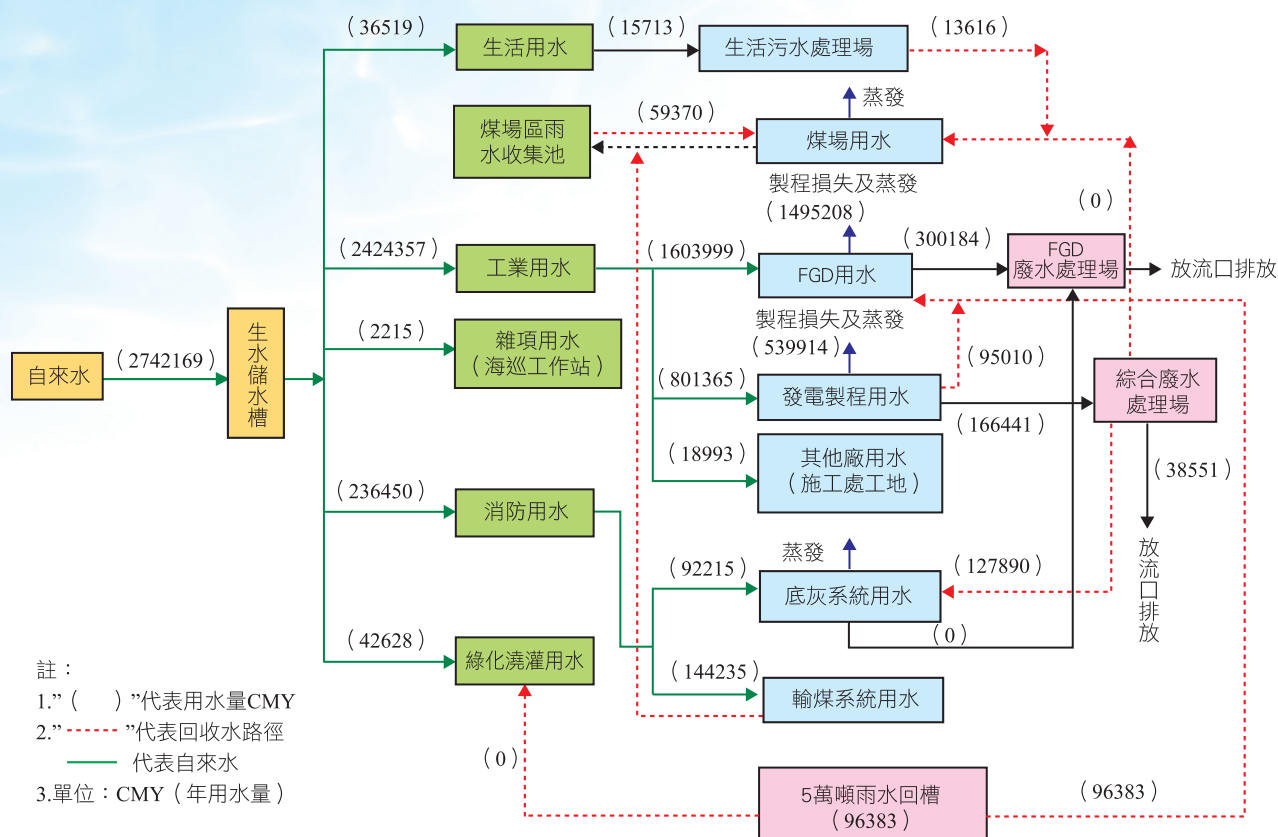 (36519)
生活用水
(15713)
生活污水處理場
(13616)
煤場區雨
水收集池
(59370)
蒸發
煤場用水
(0)
(2424357)
工業用水
(1603999)
製程損失及蒸發
(1495208)
FGD用水
(300184)
FGD
廢水處理場
放流口排放
自來水
(2742169)
生水儲水槽
(2215)
雜項用水
(海巡工作站)
製程損失及蒸發
(539914)
(801365)
發電製程用水
(95010)
(166441)
綜合廢水
處理場
(38551)
放流口排放
(18993)
其他廠用水
(施工處工地)
(236450)
消防用水
(92215)
蒸發
底灰系統用水
(127890)
(0)
(42628)
綠化澆灌用水
(144235)
輸煤系統用水
(0)
5萬噸雨水回槽
(96383)
(96383)
註：
1.”(　　)”代表用水量CMY
2.”　　　”代表回收水路徑
代表自來水
3.單位：CMY(年用水量)